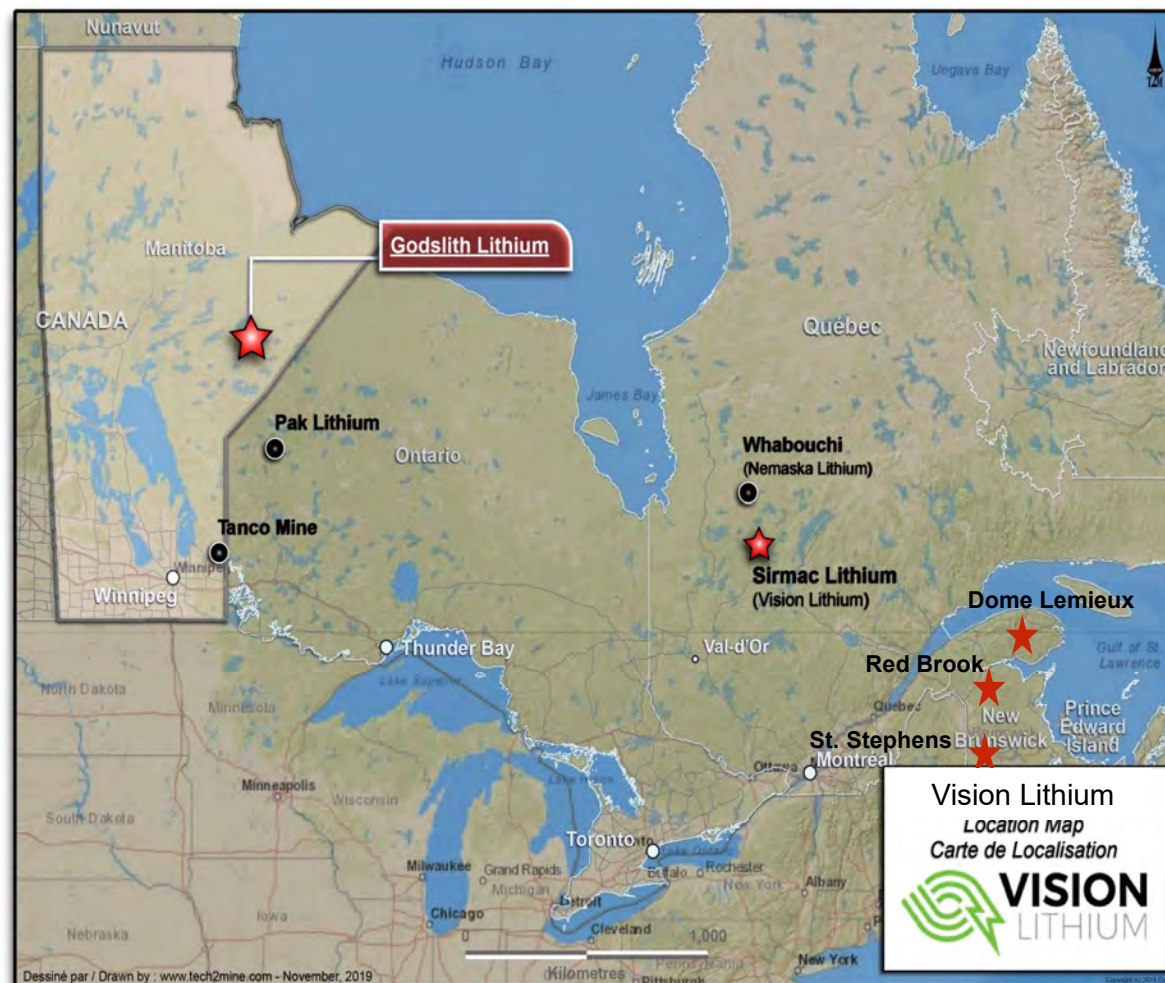 Nunavut
Hudson Bay
Ungava Bay
Manitoba
Godslith Lithium
CANADA
Québec
Newfoundland
and Labrador
James Bay
Pak Lithium
Ontario
Whabouchi
(Nemaska Lithium)
Tanco Mine
Sirmac Lithium
(Vision Lithium)
Winnipeg
Dome Lemieux
Thunder Bay
Val-d'Or
Gulf of St.
Lawrence
Red Brook
Lake Superior
North Dakota
Minnesota
Québec
New
Brunswick
Prince
Edward
Island
St. Stephens
Ottawa
Montréal
Minneapolis
Wisconsin
South Dakota
Toronto
Lake Ontario
Milwaukee
Grand Rapids
Michigan
Buffalo
Rochester
New York
Albany
Detroit
Iowa
Chicago
Cleveland
Nebraska
0
1,000
Kilometres
Pennsylvania
Pittsburgh
New York
Vision Lithium
Location Map
Carte de Localisation
VISION
LITHIUM
Dessiné par / Drawn by : www.tech2mine.com - November, 2019